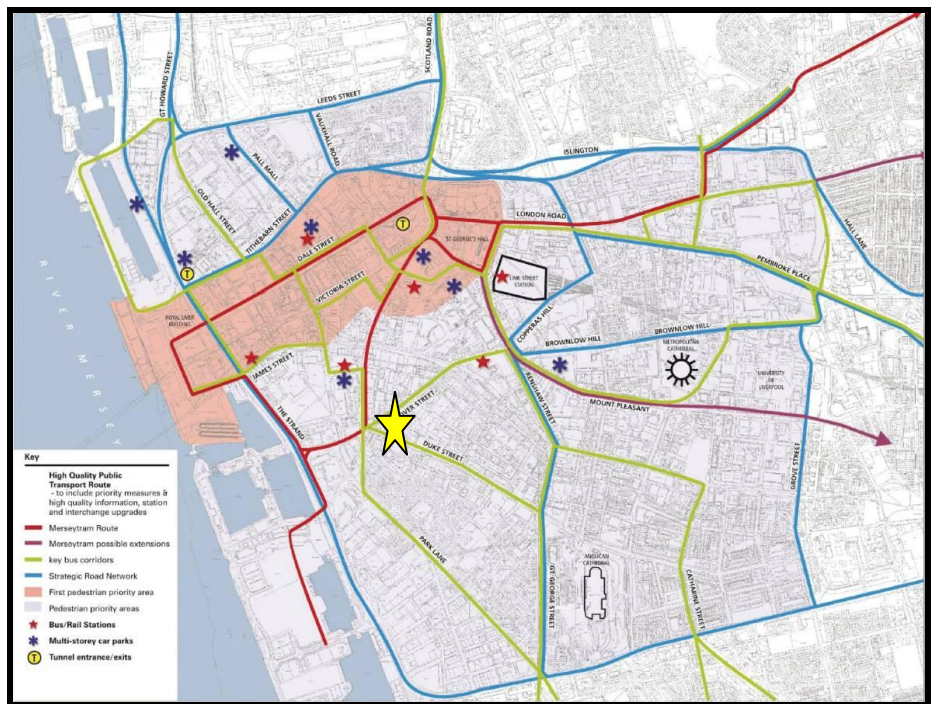 SCOTLAND ROAD
GT HOWARD STREET
LEEDS STREET
VAUXHALL ROAD
PALL MALL
ISLINGTON
OLD HALL STREET
TITHEBARN STREET
LONDON ROAD
HALL LANE
T
ST GEORGE'S HALL
DALE STREET
PEMBROKE PLACE
T
LIME STREET
STATION
VICTORIA STREET
RIVER MERSEY
ROYAL LIVER
BUILDING
COPPERAS HILL
BROWNLOW HILL
BROWNLOW HILL
METROPOLITAN
CATHEDRAL
JAMES STREET
UNIVERSITY
OF
LIVERPOOL
RENSHAW STREET
MOUNT PLEASANT
THE STRAND
VER STREET
DUKE STREET
GROVE STREET
PARK LANE
ANGLICAN
CATHEDRAL
GT GEORGE STREET
CATHARINE STREET
Key
High Quality Public
Transport Route
- to include priority measures &
high quality information, station
and interchange upgrades
Merseytram Route
Merseytram possible extensions
key bus corridors
Strategic Road Network
First pedestrian priority area
Pedestrian priority areas
Bus/Rail Stations
Multi-storey car parks
T Tunnel entrance/exits